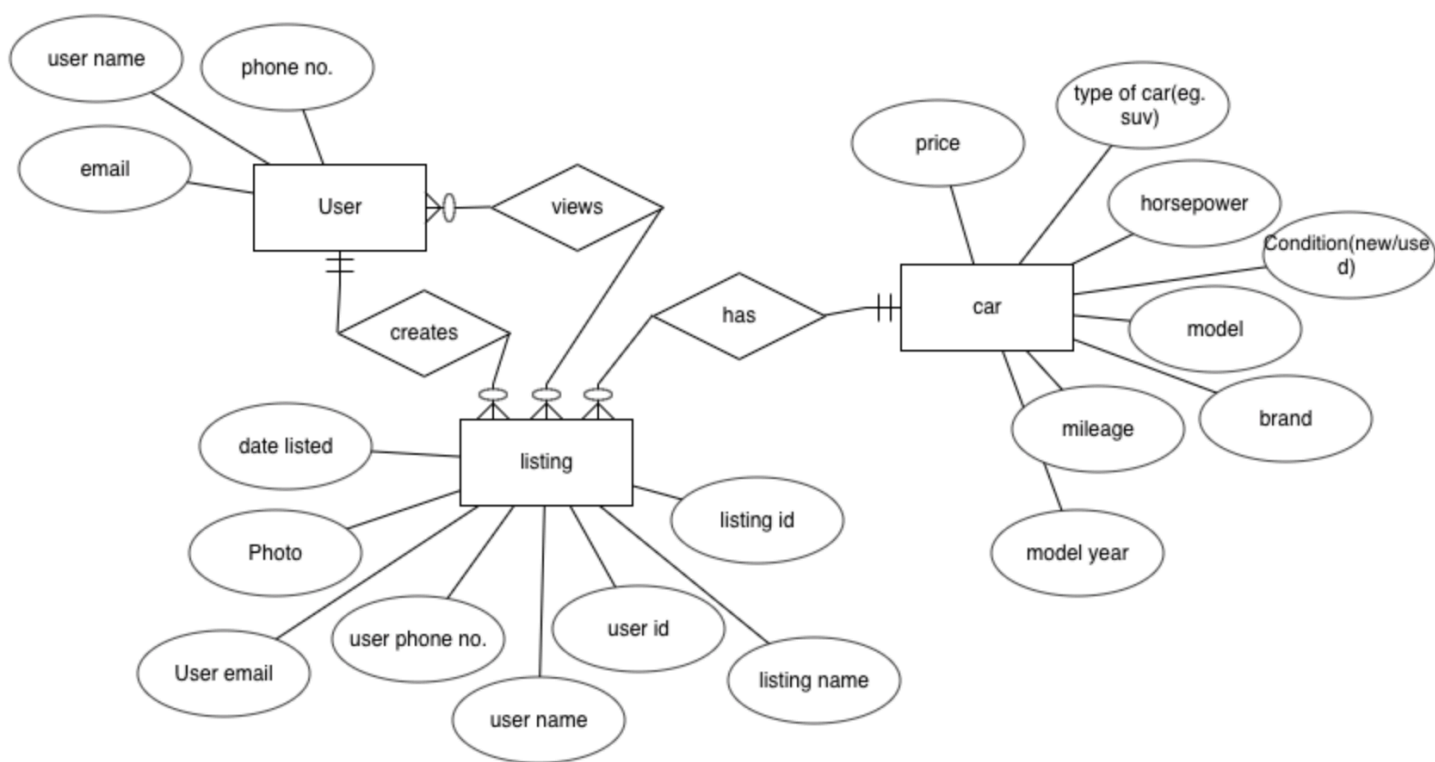 user name
phone no.
email
User
views
creates
has
price
type of car(eg.
suv)
horsepower
Condition(new/use
d)
car
model
brand
mileage
model year
date listed
listing
Photo
listing id
User email
user phone no.
user id
user name
listing name